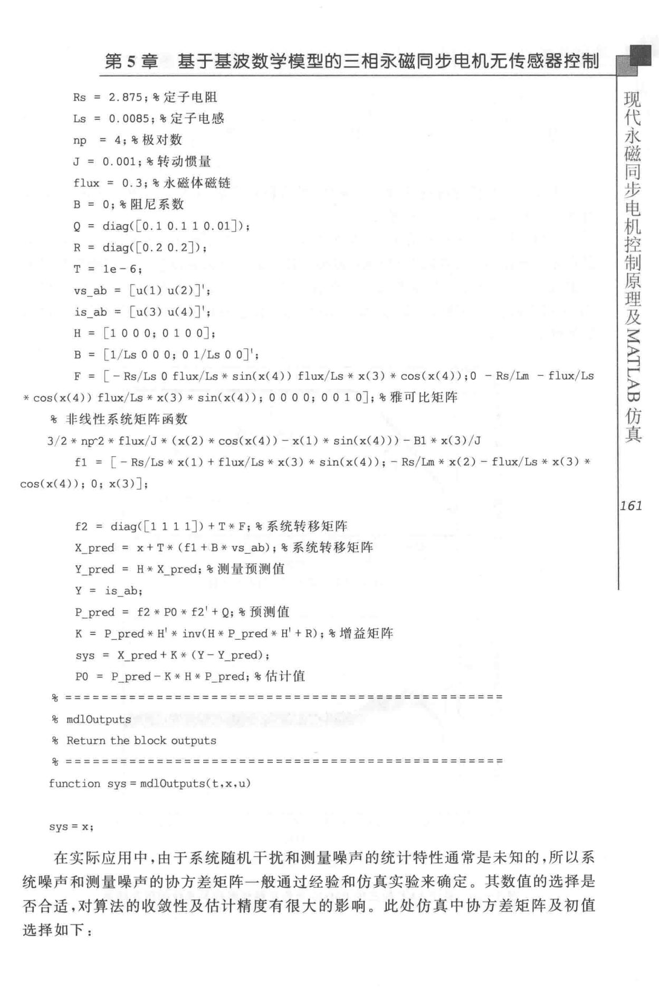 第 5 章 基于基波数学模型的三相永磁同步电机无传感器控制
Rs = 2.875; % 定子电阻
Ls = 0.0085; % 定子电感
np = 4; % 极对数
J = 0.001; % 转动惯量
flux = 0.3; % 永磁体磁链
B = 0; % 阻尼系数
Q = diag([0.1 0.1 1 0.01]);
R = diag([0.2 0.2]);
T = 1e-6;
vs_ab = [u(1) u(2)]';
is_ab = [u(3) u(4)]';
H = [1 0 0 0; 0 1 0 0];
B = [1/Ls 0 0 0; 0 1/Ls 0 0]';
F = [-Rs/Ls 0 flux/Ls * sin(x(4)) flux/Ls * x(3) * cos(x(4));0 -Rs/Lm -flux/Ls
* cos(x(4)) flux/Ls * x(3) * sin(x(4)); 0 0 0 0; 0 0 1 0]; % 雅可比矩阵
% 非线性系统矩阵函数
3/2 * np^2 * flux/J * (x(2) * cos(x(4)) - x(1) * sin(x(4))) - B1 * x(3)/J
f1 = [-Rs/Ls * x(1) + flux/Ls * x(3) * sin(x(4)); -Rs/Lm * x(2) - flux/Ls * x(3) *
cos(x(4)); 0; x(3)];
f2 = diag([1 1 1 1]) + T * F; % 系统转移矩阵
X_pred = x + T * (f1 + B * vs_ab); % 系统转移矩阵
Y_pred = H * X_pred; % 测量预测值
Y = is_ab;
P_pred = f2 * P0 * f2' + Q; % 预测值
K = P_pred * H' * inv(H * P_pred * H' + R); % 增益矩阵
sys = X_pred + K * (Y - Y_pred);
P0 = P_pred - K * H * P_pred; % 估计值
% ================================================
% mdlOutputs
% Return the block outputs
% ================================================
function sys = mdlOutputs(t,x,u)
sys = x;
在实际应用中,由于系统随机干扰和测量噪声的统计特性通常是未知的,所以系
统噪声和测量噪声的协方差矩阵一般通过经验和仿真实验来确定。其数值的选择是
否合适,对算法的收敛性及估计精度有很大的影响。此处仿真中协方差矩阵及初值
选择如下:
现代永磁同步电机控制原理及MATLAB仿真
161